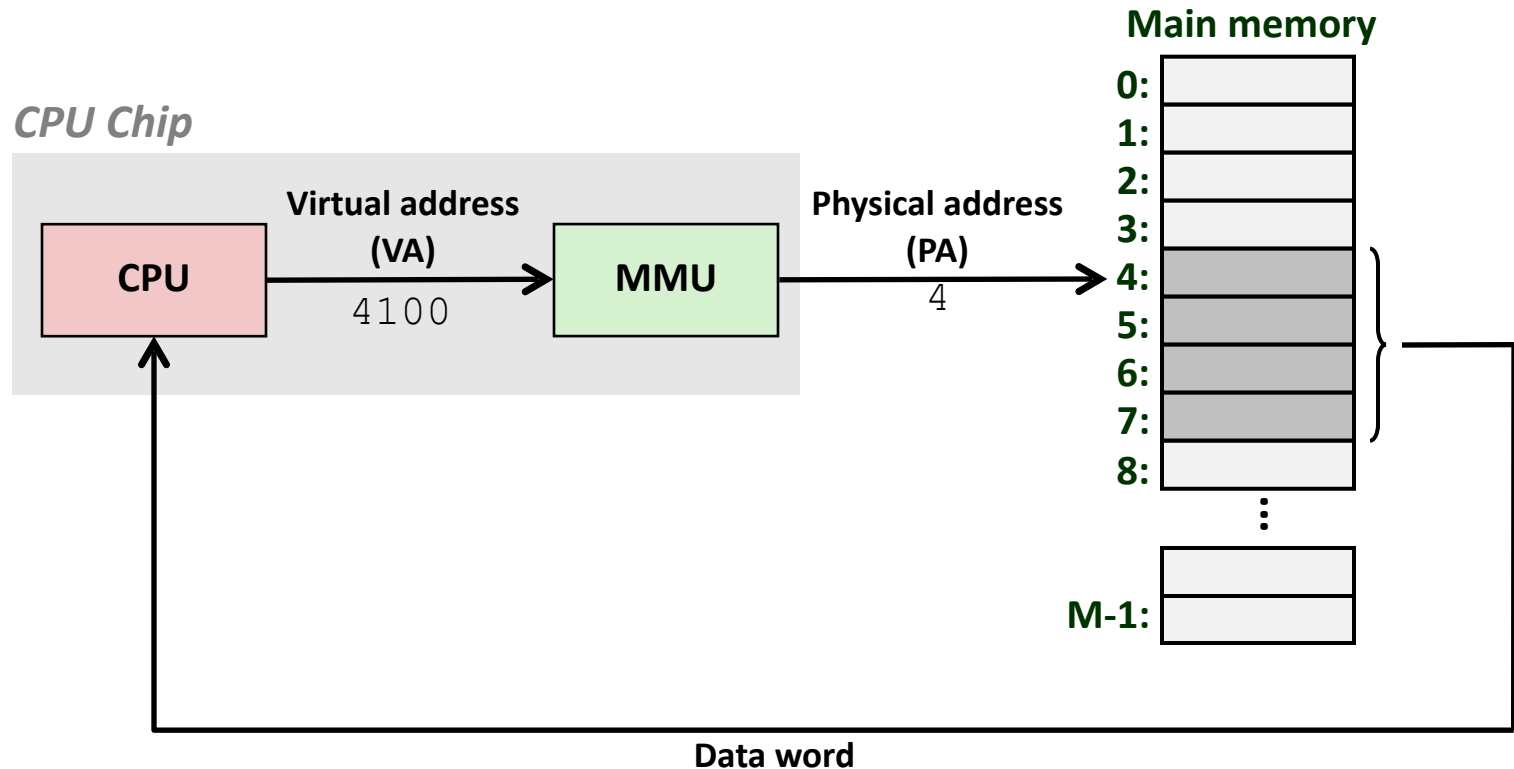 Main memory
CPU Chip
Virtual address
(VA)
4100
Physical address
(PA)
4
CPU
MMU
0:
1:
2:
3:
4:
5:
6:
7:
8:
...
M-1:
Data word